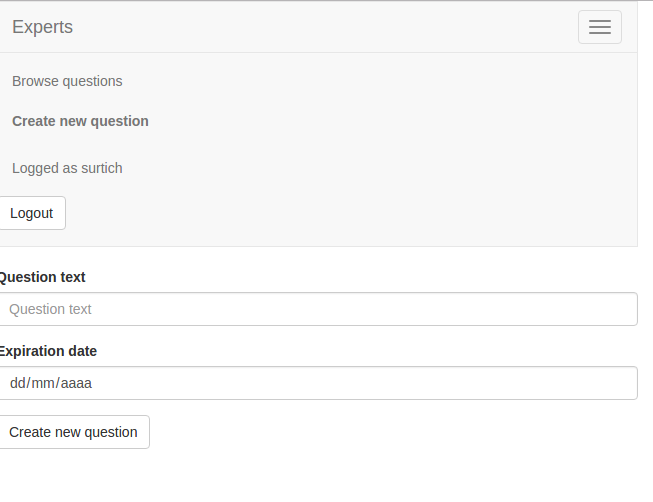 Experts
Browse questions
Create new question
Logged as surtich
Logout
Question text
Question text
Expiration date
dd/mm/aaaa
Create new question